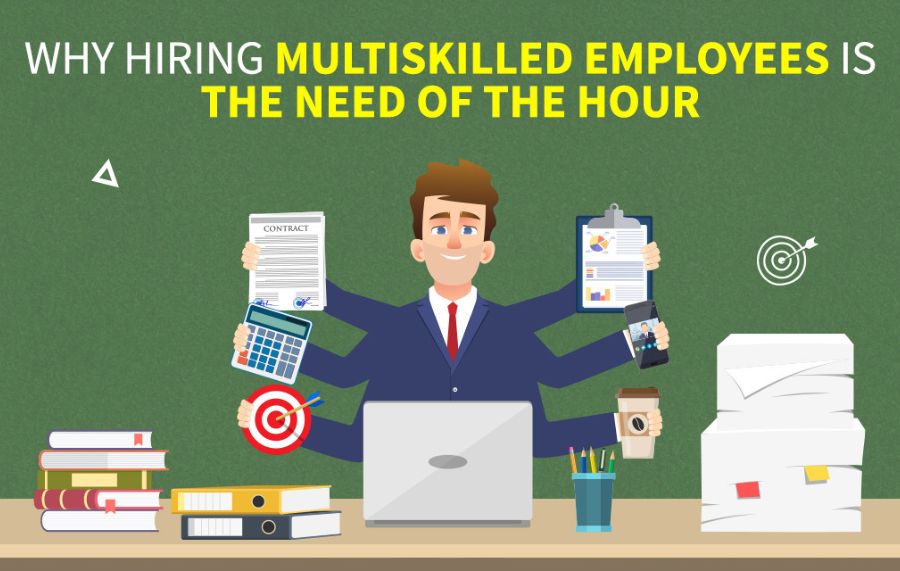 WHY HIRING MULTISKILLED EMPLOYEES IS
THE NEED OF THE HOUR
CONTRACT